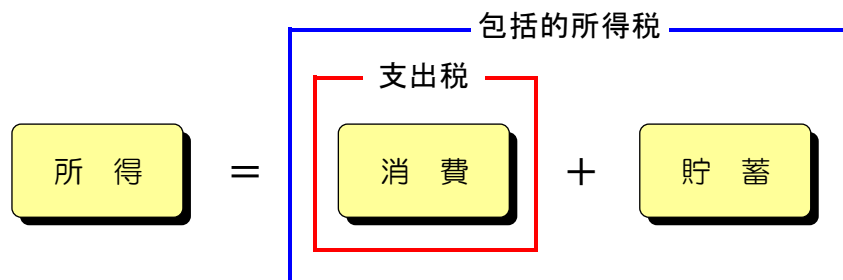 包括的所得税
支出税
所 得 = 消 費 + 貯 蓄